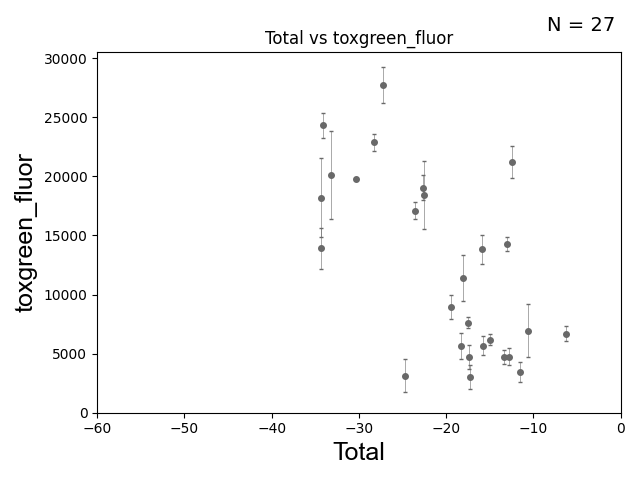 N = 27
Total vs toxgreen_fluor
30000
25000
20000
15000
10000
5000
0
toxgreen_fluor
−60 −50 −40 −30 −20 −10 0
Total